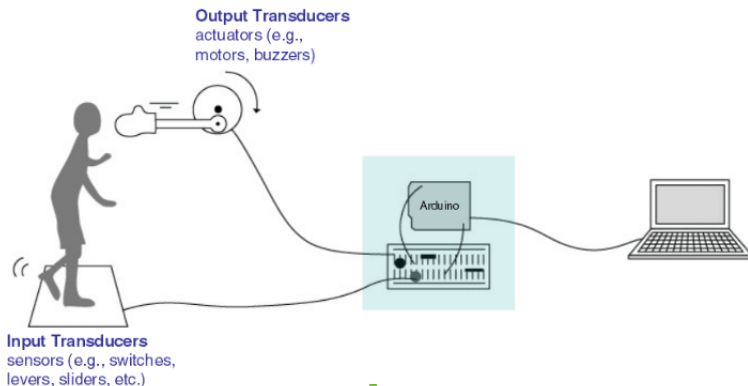 Output Transducers
actuators (e.g.,
motors, buzzers)
Arduino
Input Transducers
sensors (e.g., switches,
levers, sliders, etc.)